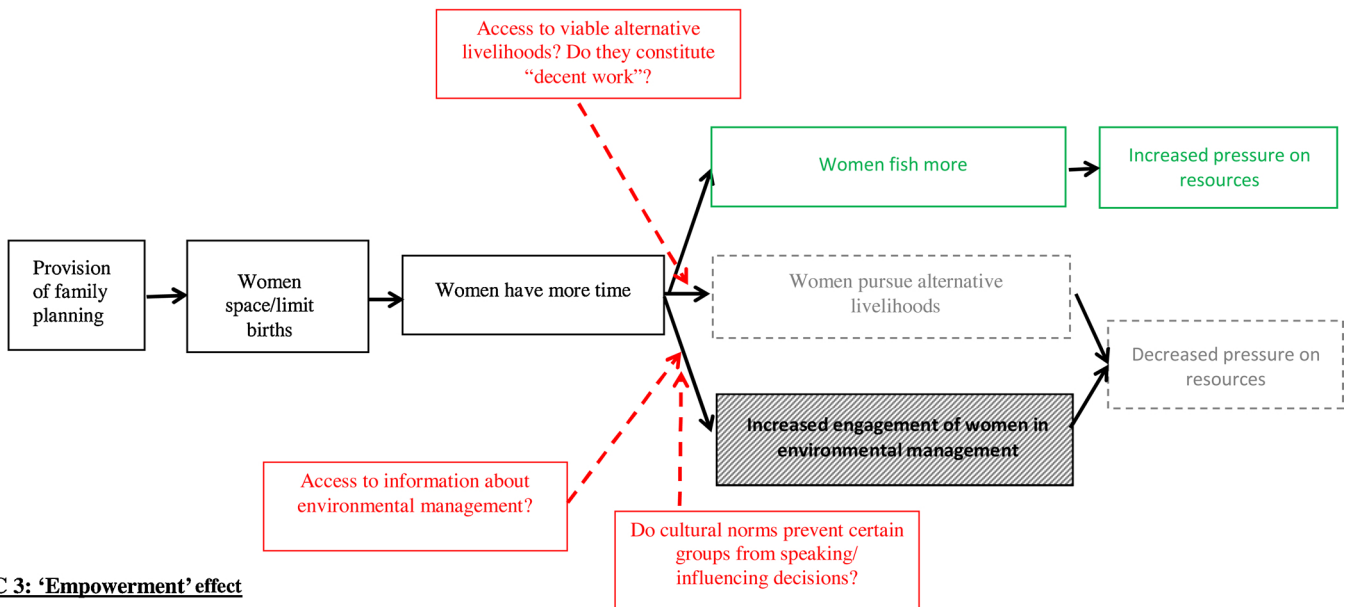 Access to viable alternative
livelihoods? Do they constitute
“decent work”?
Women fish more
Increased pressure on
resources
Provision
of family
planning
Women
space/limit
births
Women have more time
Women pursue alternative
livelihoods
Decreased pressure on
resources
Increased engagement of women in
environmental management
Access to information about
environmental management?
Do cultural norms prevent certain
groups from speaking/
influencing decisions?
C 3: ‘Empowerment’ effect